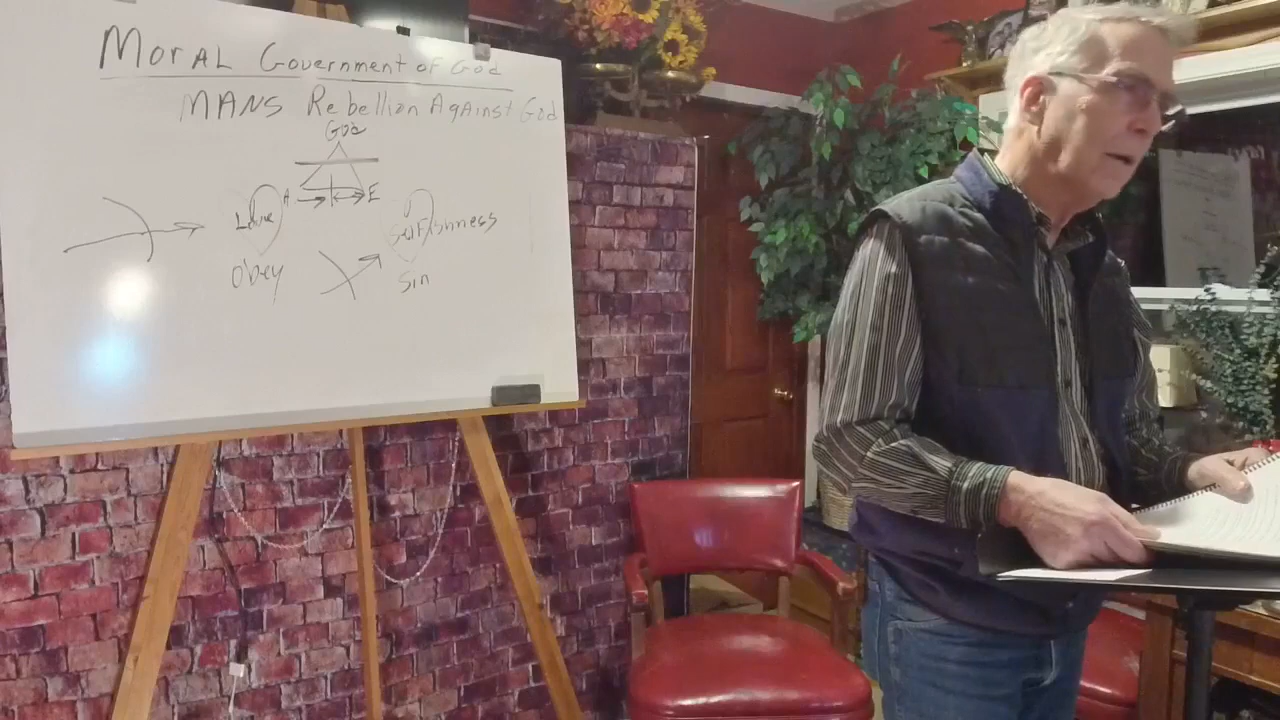 MorAL Government of God
MANS Rebellion Against God
God
A E
Love Selfishness
Obey Sin